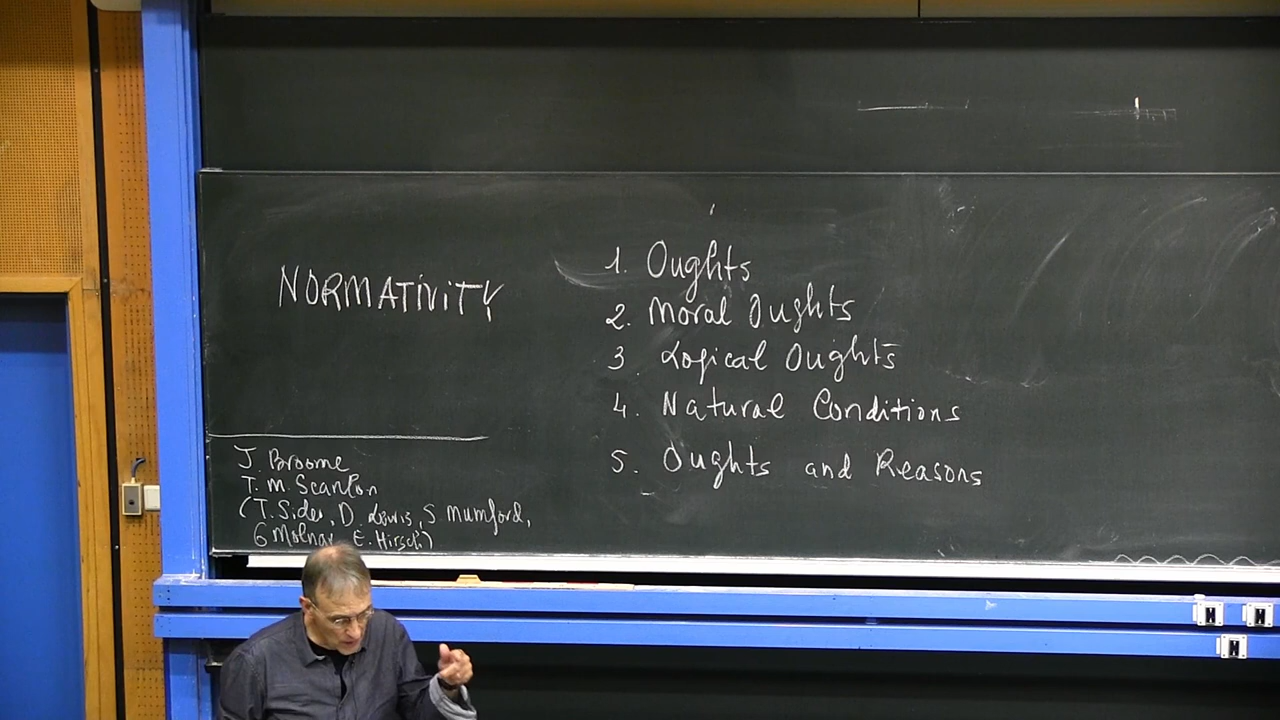 NORMATIVITY
J. Broome
T. M. Scanlon
(T. Sider, D. Lewis, S Mumford,
G Molnar, E. Hirsch)
1. Oughts
2. Moral Oughts
3 Logical Oughts
4. Natural Conditions
5. Oughts and Reasons